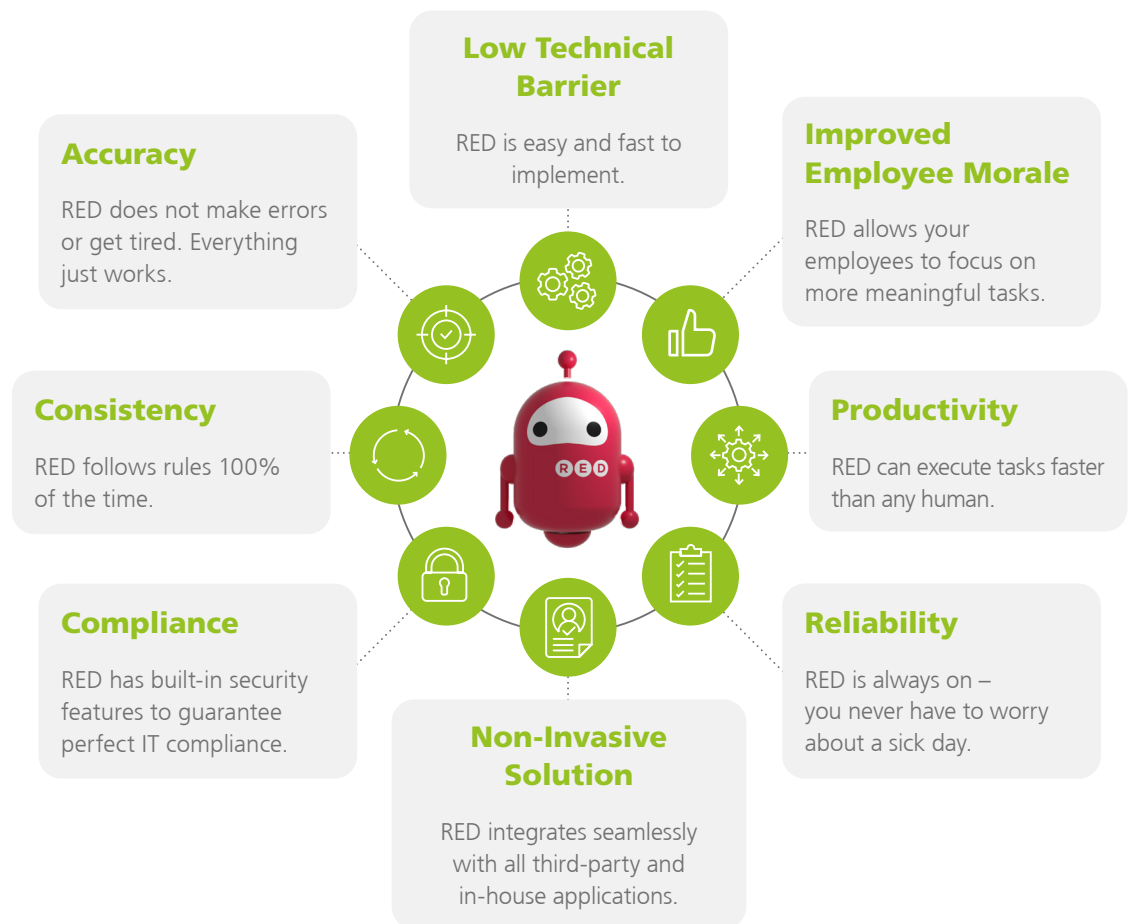 Low Technical
Barrier
RED is easy and fast to
implement.
Improved
Employee Morale
RED allows your
employees to focus on
more meaningful tasks.
Accuracy
RED does not make errors
or get tired. Everything
just works.
Consistency
RED follows rules 100%
of the time.
RED
Productivity
RED can execute tasks faster
than any human.
Compliance
RED has built-in security
features to guarantee
perfect IT compliance.
Reliability
RED is always on –
you never have to worry
about a sick day.
Non-Invasive
Solution
RED integrates seamlessly
with all third-party and
in-house applications.